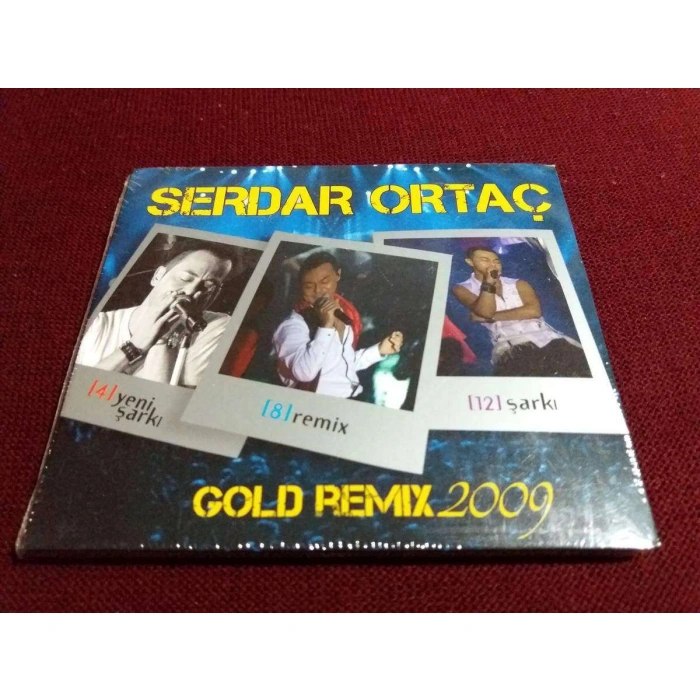 SERDAR ORTAÇ
[4] yeni
şarkı
[8] remix
[12] şarkı
GOLD REMIX 2009